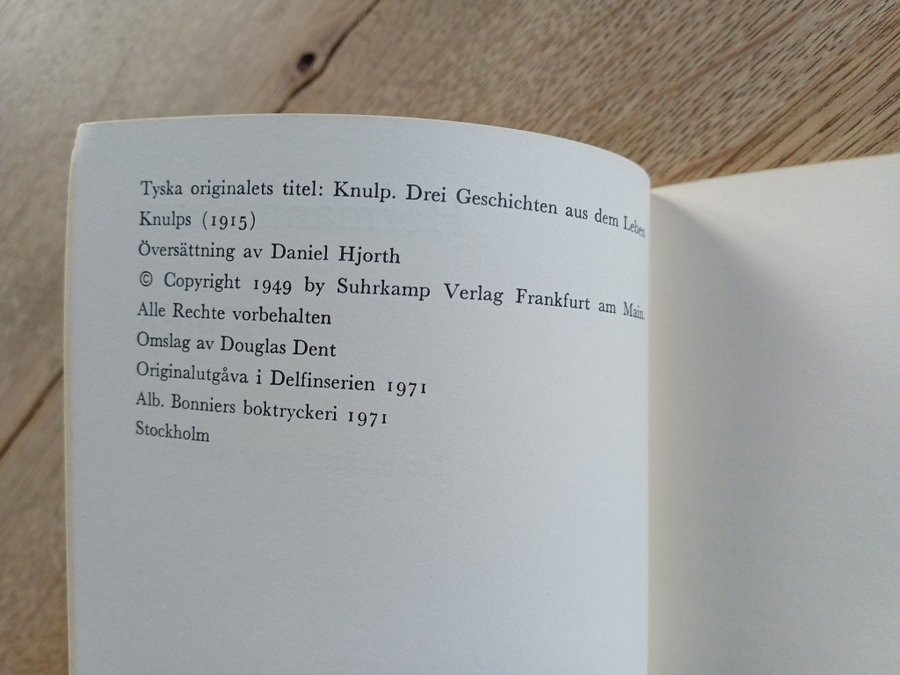 Tyska originalets titel: Knulp. Drei Geschichten aus dem Leben
Knulps (1915)
Översättning av Daniel Hjorth
© Copyright 1949 by Suhrkamp Verlag Frankfurt am Main.
Alle Rechte vorbehalten
Omslag av Douglas Dent
Originalutgåva i Delfinserien 1971
Alb. Bonniers boktryckeri 1971
Stockholm